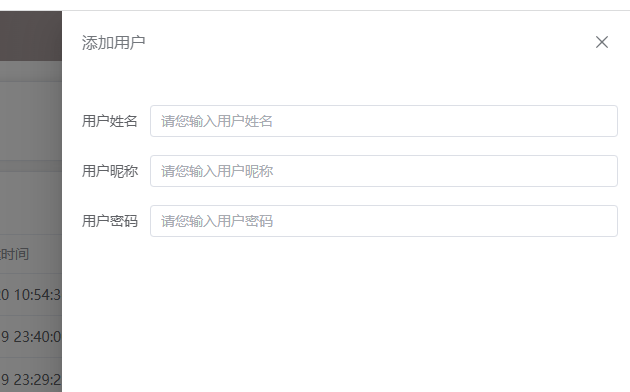 添加用户
用户姓名 请您输入用户姓名
用户昵称 请您输入用户昵称
用户密码 请您输入用户密码
时间
0 10:54:3
9 23:40:0
9 23:29:2